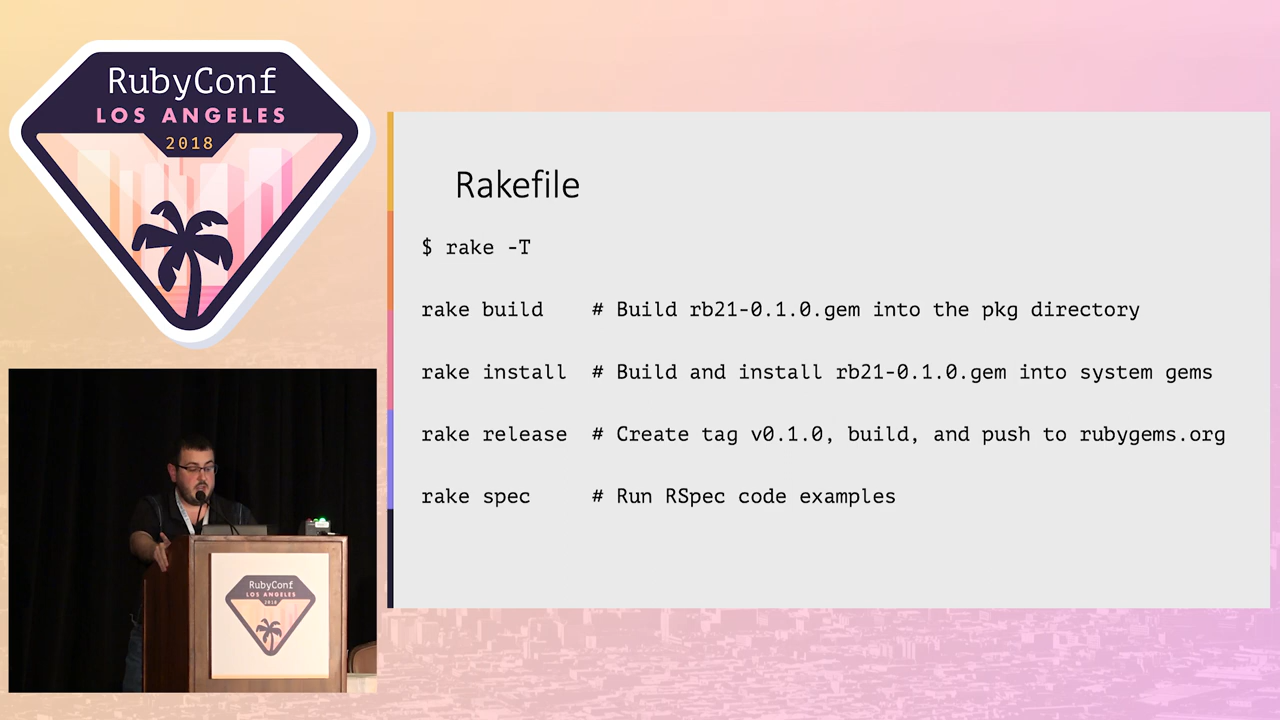 RubyConf
LOS ANGELES
2018
Rakefile
$ rake -T
rake build    # Build rb21-0.1.0.gem into the pkg directory
rake install  # Build and install rb21-0.1.0.gem into system gems
rake release  # Create tag v0.1.0, build, and push to rubygems.org
rake spec     # Run RSpec code examples
RubyConf
LOS ANGELES
2018